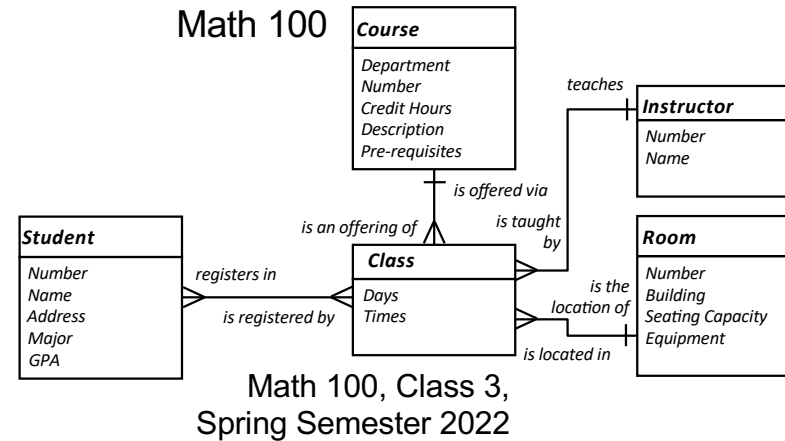 Math 100
Course
Department
Number
Credit Hours
Description
Pre-requisites
teaches
Instructor
Number
Name
is offered via
is an offering of
is taught
by
Student
Number
Name
Address
Major
GPA
registers in
is registered by
Class
Days
Times
Room
Number
Building
Seating Capacity
Equipment
is the
location of
is located in
Math 100, Class 3,
Spring Semester 2022